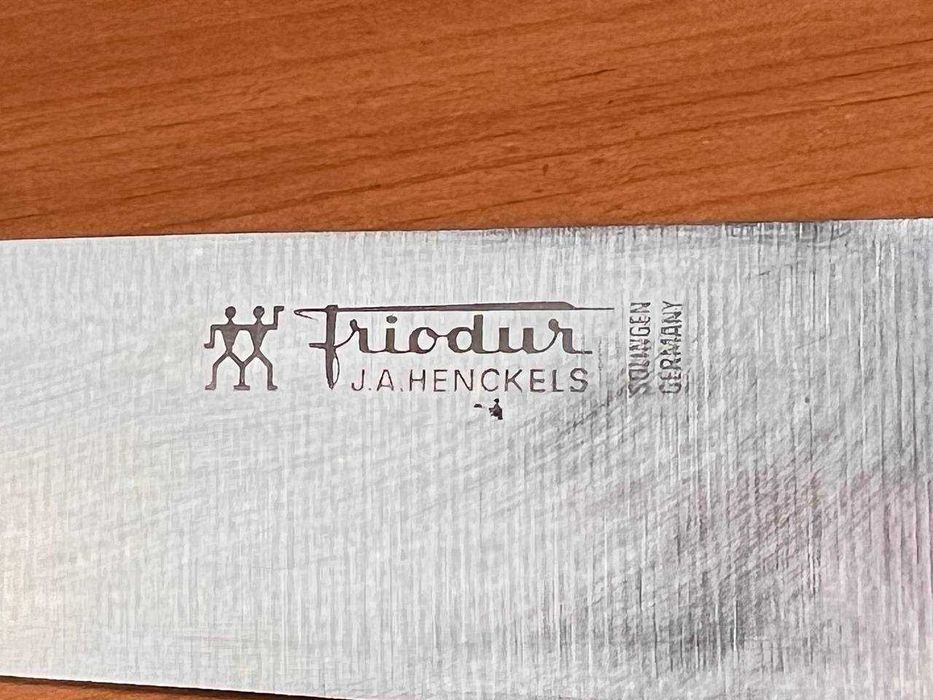 friodur
J.A.HENCKELS
SOLINGEN
GERMANY